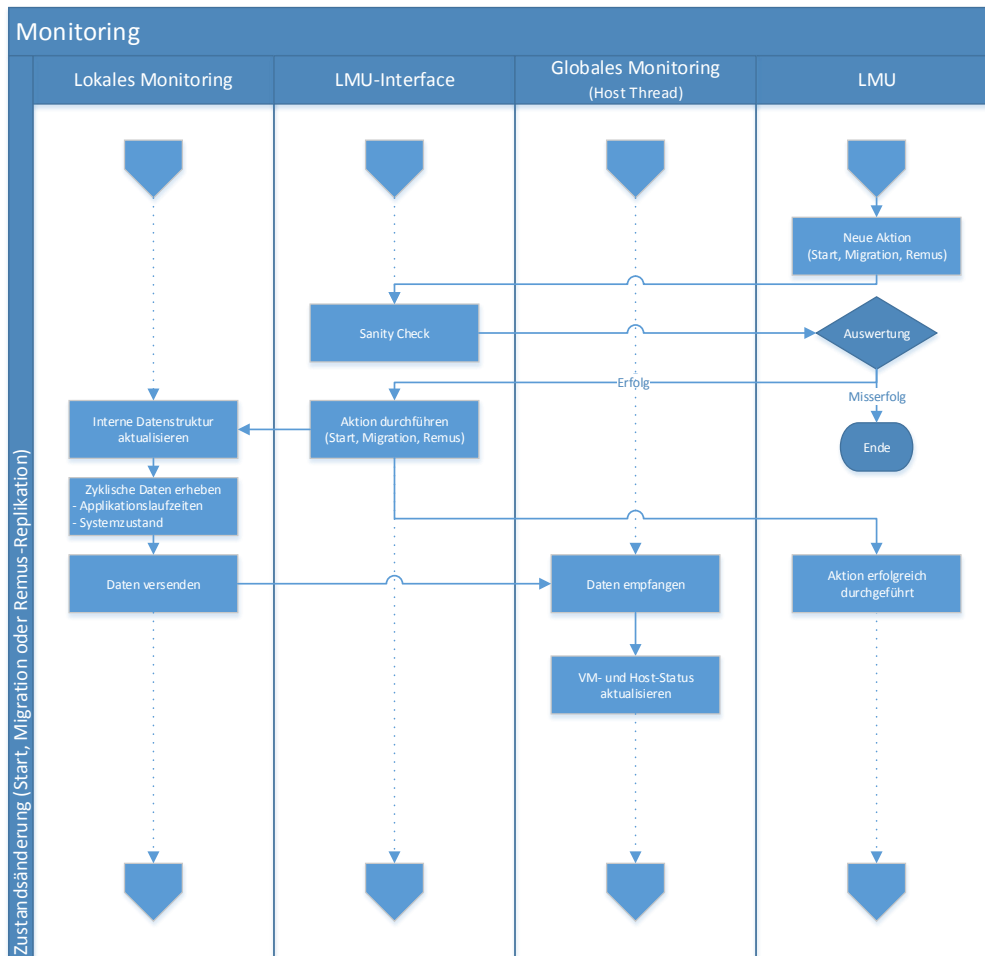 Monitoring
Zustandsänderung (Start, Migration oder Remus-Replikation)
Lokales Monitoring
LMU-Interface
Globales Monitoring
(Host Thread)
LMU
Neue Aktion
(Start, Migration, Remus)
Sanity Check
Auswertung
Erfolg
Misserfolg
Interne Datenstruktur
aktualisieren
Aktion durchführen
(Start, Migration, Remus)
Ende
Zyklische Daten erheben
- Applikationslaufzeiten
- Systemzustand
Daten versenden
Daten empfangen
Aktion erfolgreich
durchgeführt
VM- und Host-Status
aktualisieren